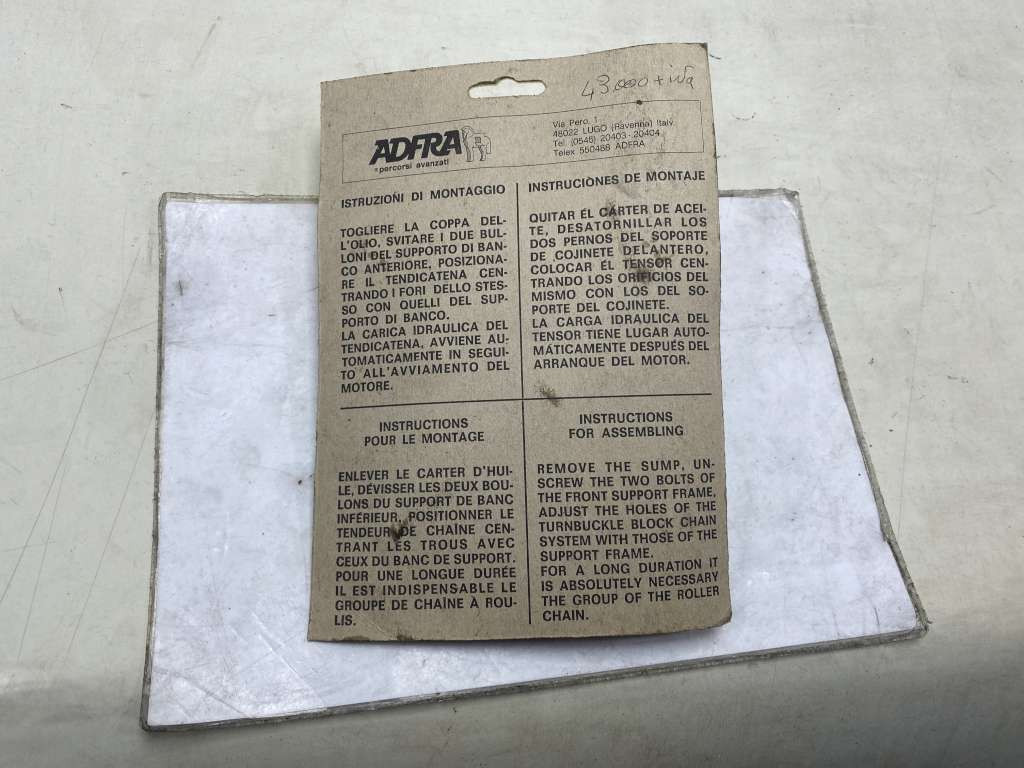 43.000 + iva
ADFRA
percorsi avanzati
Via Pero, 1
48022 LUGO (Ravenna) Italy
Tel. (0545) 20403 - 20404
Telex 550468 ADFRA
ISTRUZIONI DI MONTAGGIO
TOGLIERE LA COPPA DEL-
L'OLIO, SVITARE I DUE BUL-
LONI DEL SUPPORTO DI BAN-
CO ANTERIORE, POSIZIONA-
RE IL TENDICATENA CEN-
TRANDO I FORI DELLO STES-
SO CON QUELLI DEL SUP-
PORTO DI BANCO.
LA CARICA IDRAULICA DEL
TENDICATENA, AVVIENE AU-
TOMATICAMENTE IN SEGUI-
TO ALL'AVVIAMENTO DEL
MOTORE.
INSTRUCIONES DE MONTAJE
QUITAR ÉL CÁRTER DE ACEI-
TE, DESATORNILLAR LOS
DOS PERNOS DEL SOPORTE
DE COJINETE DELANTERO,
COLOCAR ÉL TENSOR CEN-
TRANDO LOS ORIFICIOS DEL
MISMO CON LOS DEL SO-
PORTE DEL COJINETE.
LA CARGA IDRAULICA DEL
TENSOR TIENE LUGAR AUTO-
MÁTICAMENTE DESPUÉS DEL
ARRANQUE DEL MOTOR.
INSTRUCTIONS
POUR LE MONTAGE
ENLEVER LE CARTER D'HUI-
LE, DÉVISSER LES DEUX BOU-
LONS DU SUPPORT DE BANC
INFÉRIEUR, POSITIONNER LE
TENDEUR DE CHAÎNE CEN-
TRANT LES TROUS AVEC
CEUX DU BANC DE SUPPORT.
POUR UNE LONGUE DURÉE
IL EST INDISPENSABLE LE
GROUPE DE CHAÎNE À ROU-
LIS.
INSTRUCTIONS
FOR ASSEMBLING
REMOVE THE SUMP, UN-
SCREW THE TWO BOLTS OF
THE FRONT SUPPORT FRAME.
ADJUST THE HOLES OF THE
TURNBUCKLE BLOCK CHAIN
SYSTEM WITH THOSE OF THE
SUPPORT FRAME.
FOR A LONG DURATION IT
IS ABSOLUTELY NECESSARY
THE GROUP OF THE ROLLER
CHAIN.